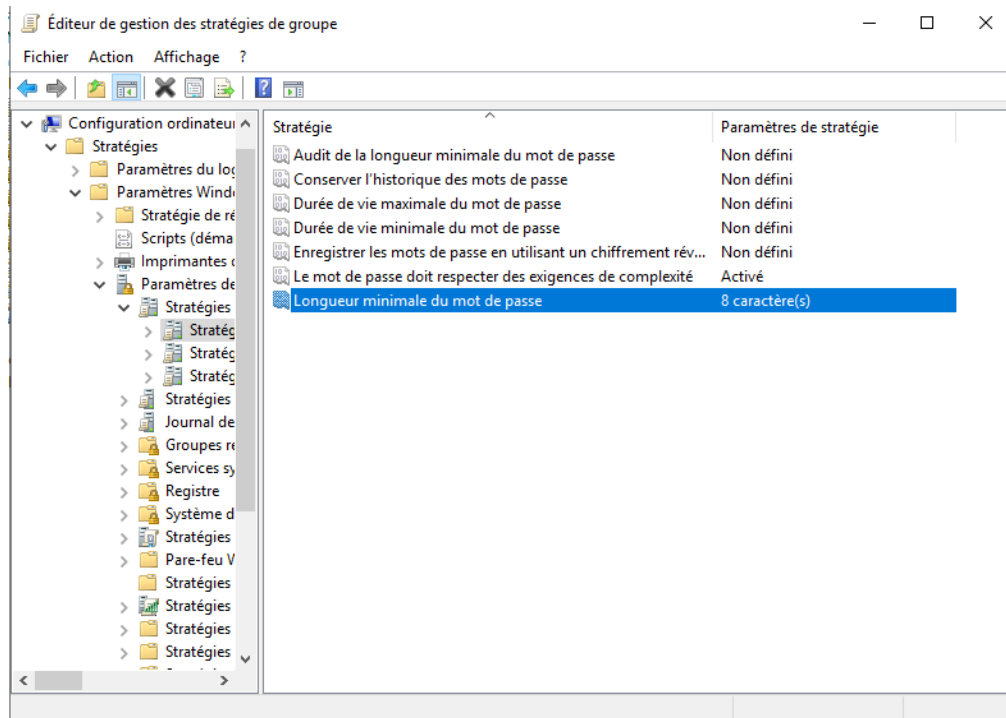 Éditeur de gestion des stratégies de groupe
Fichier Action Affichage ?
Configuration ordinateur
Stratégies
Paramètres du log
Paramètres Wind
Stratégie de ré
Scripts (déma
Imprimantes
Paramètres de
Stratégies
Stratég
Stratég
Stratég
Stratégies
Journal de
Groupes re
Services sy
Registre
Système d
Stratégies
Pare-feu W
Stratégies
Stratégies
Stratégies
Stratégies
Stratégie Paramètres de stratégie
Audit de la longueur minimale du mot de passe Non défini
Conserver l'historique des mots de passe Non défini
Durée de vie maximale du mot de passe Non défini
Durée de vie minimale du mot de passe Non défini
Enregistrer les mots de passe en utilisant un chiffrement rév... Non défini
Le mot de passe doit respecter des exigences de complexité Activé
Longueur minimale du mot de passe 8 caractère(s)